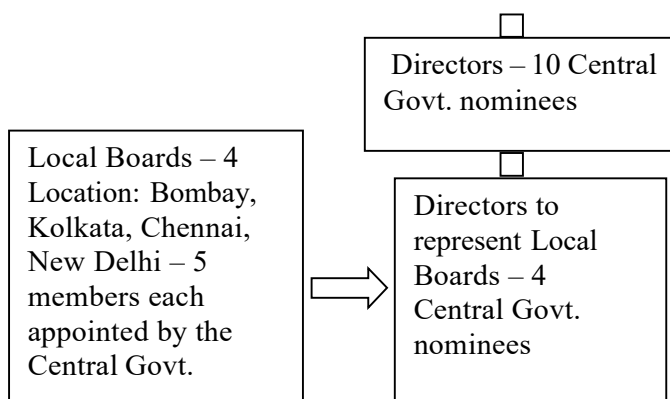 Directors – 10 Central
Govt. nominees
Local Boards – 4
Location: Bombay,
Kolkata, Chennai,
New Delhi – 5
members each
appointed by the
Central Govt.
Directors to
represent Local
Boards – 4
Central Govt.
nominees